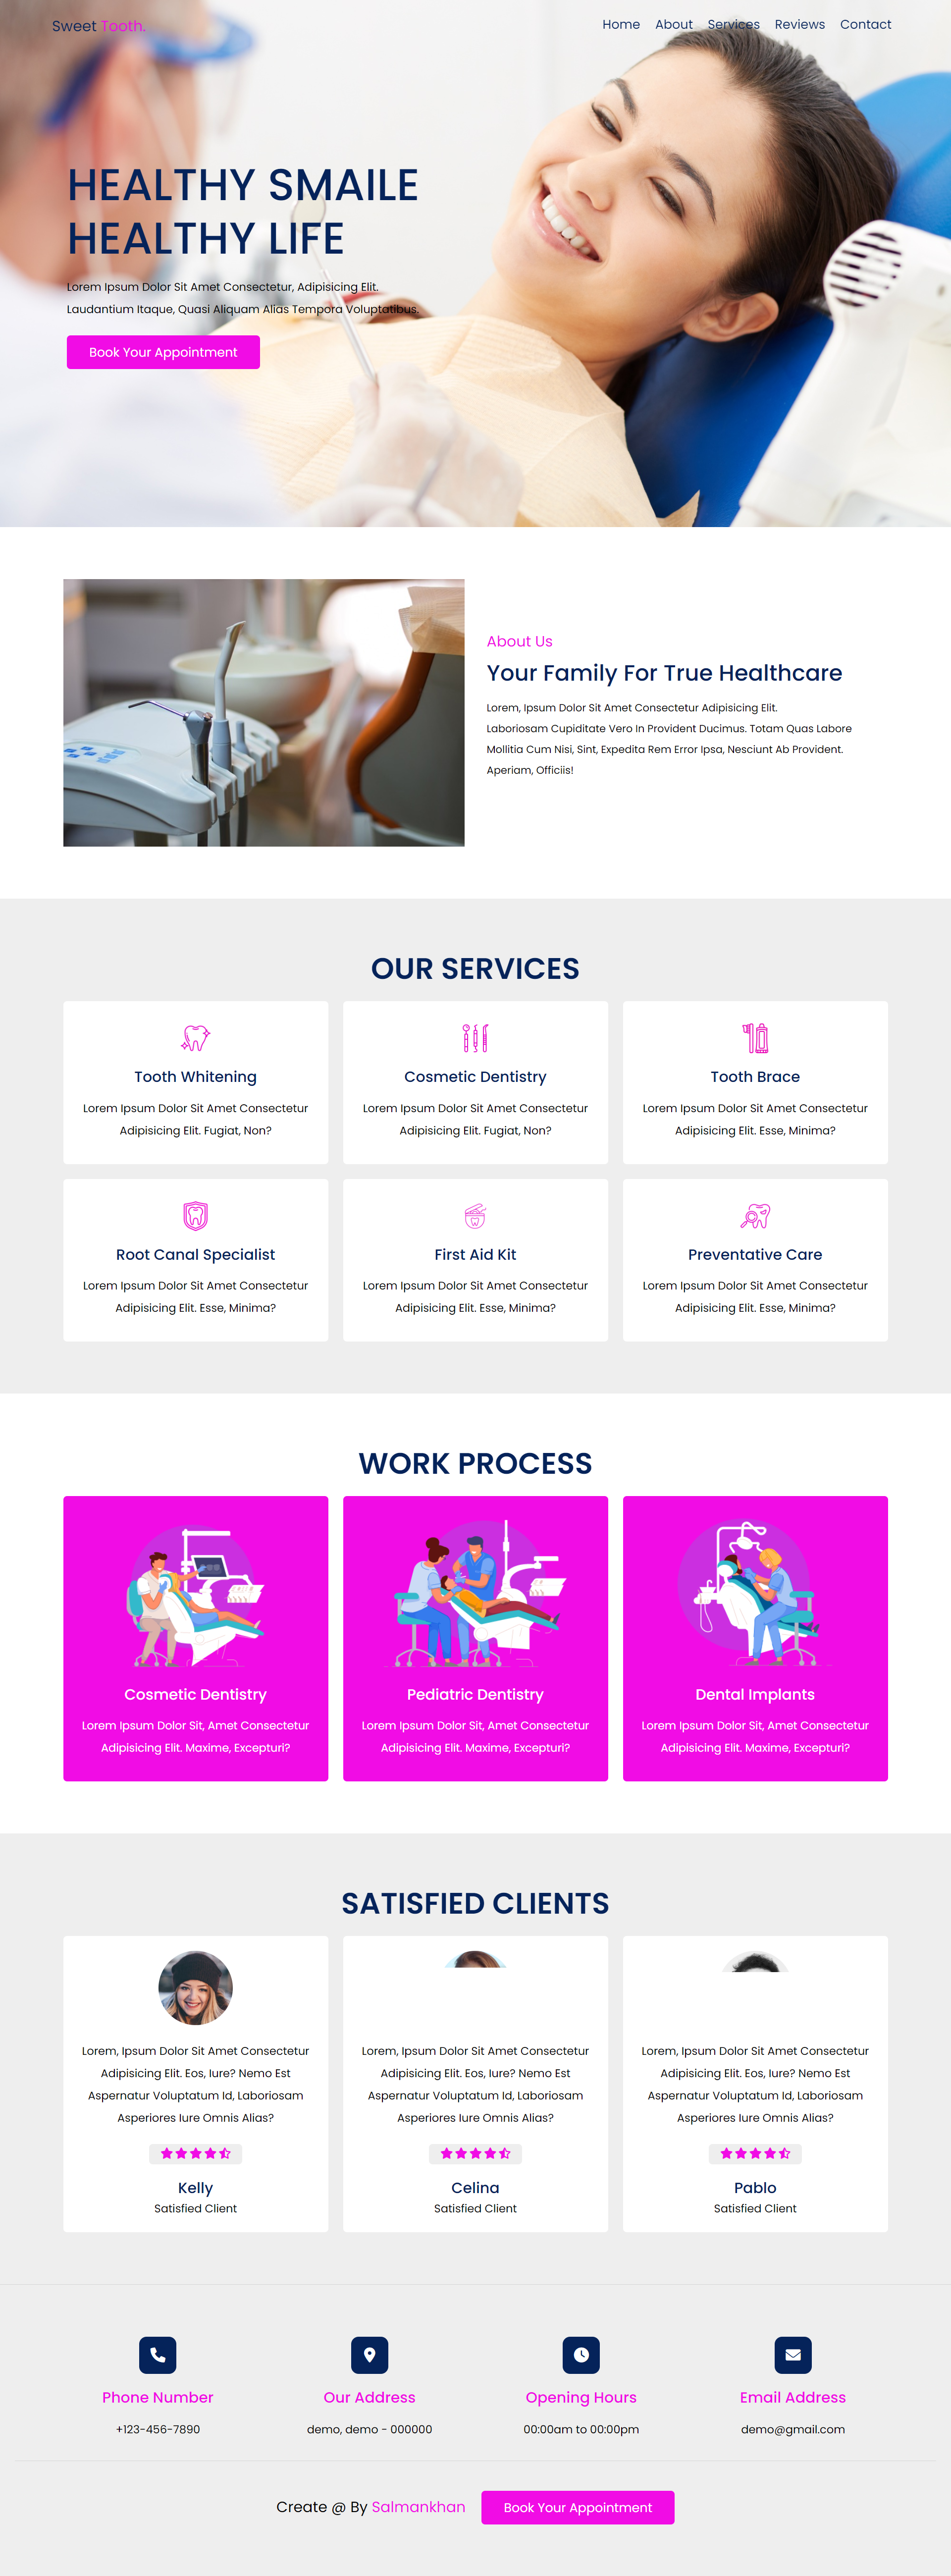 Sweet Tooth.
Home About Services Reviews Contact
HEALTHY SMAILE
HEALTHY LIFE
Lorem Ipsum Dolor Sit Amet Consectetur, Adipisicing Elit.
Laudantium Itaque, Quasi Aliquam Alias Tempora Voluptatibus.
Book Your Appointment
About Us
Your Family For True Healthcare
Lorem, Ipsum Dolor Sit Amet Consectetur Adipisicing Elit.
Laboriosam Cupiditate Vero In Provident Ducimus. Totam Quas Labore
Mollitia Cum Nisi, Sint, Expedita Rem Error Ipsa, Nesciunt Ab Provident.
Aperiam, Officiis!
OUR SERVICES
Tooth Whitening
Lorem Ipsum Dolor Sit Amet Consectetur
Adipisicing Elit. Fugiat, Non?
Cosmetic Dentistry
Lorem Ipsum Dolor Sit Amet Consectetur
Adipisicing Elit. Fugiat, Non?
Tooth Brace
Lorem Ipsum Dolor Sit Amet Consectetur
Adipisicing Elit. Esse, Minima?
Root Canal Specialist
Lorem Ipsum Dolor Sit Amet Consectetur
Adipisicing Elit. Esse, Minima?
First Aid Kit
Lorem Ipsum Dolor Sit Amet Consectetur
Adipisicing Elit. Esse, Minima?
Preventative Care
Lorem Ipsum Dolor Sit Amet Consectetur
Adipisicing Elit. Esse, Minima?
WORK PROCESS
Cosmetic Dentistry
Lorem Ipsum Dolor Sit, Amet Consectetur
Adipisicing Elit. Maxime, Excepturi?
Pediatric Dentistry
Lorem Ipsum Dolor Sit, Amet Consectetur
Adipisicing Elit. Maxime, Excepturi?
Dental Implants
Lorem Ipsum Dolor Sit, Amet Consectetur
Adipisicing Elit. Maxime, Excepturi?
SATISFIED CLIENTS
Lorem, Ipsum Dolor Sit Amet Consectetur
Adipisicing Elit. Eos, Iure? Nemo Est
Aspernatur Voluptatum Id, Laboriosam
Asperiores Iure Omnis Alias?
Kelly
Satisfied Client
Lorem, Ipsum Dolor Sit Amet Consectetur
Adipisicing Elit. Eos, Iure? Nemo Est
Aspernatur Voluptatum Id, Laboriosam
Asperiores Iure Omnis Alias?
Celina
Satisfied Client
Lorem, Ipsum Dolor Sit Amet Consectetur
Adipisicing Elit. Eos, Iure? Nemo Est
Aspernatur Voluptatum Id, Laboriosam
Asperiores Iure Omnis Alias?
Pablo
Satisfied Client
Phone Number
+123-456-7890
Our Address
demo, demo - 000000
Opening Hours
00:00am to 00:00pm
Email Address
demo@gmail.com
Create @ By Salmankhan
Book Your Appointment